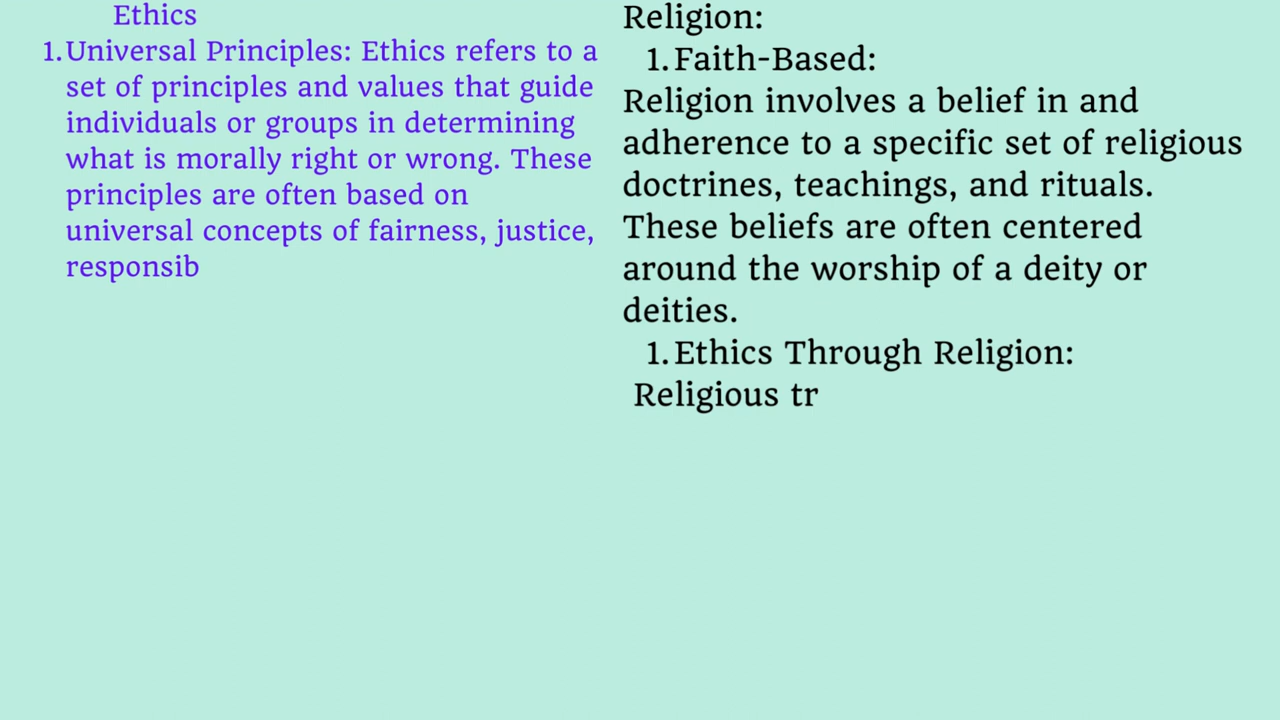 Ethics
1. Universal Principles: Ethics refers to a
set of principles and values that guide
individuals or groups in determining
what is morally right or wrong. These
principles are often based on
universal concepts of fairness, justice,
responsib
Religion:
1. Faith-Based:
Religion involves a belief in and
adherence to a specific set of religious
doctrines, teachings, and rituals.
These beliefs are often centered
around the worship of a deity or
deities.
1. Ethics Through Religion:
Religious tr